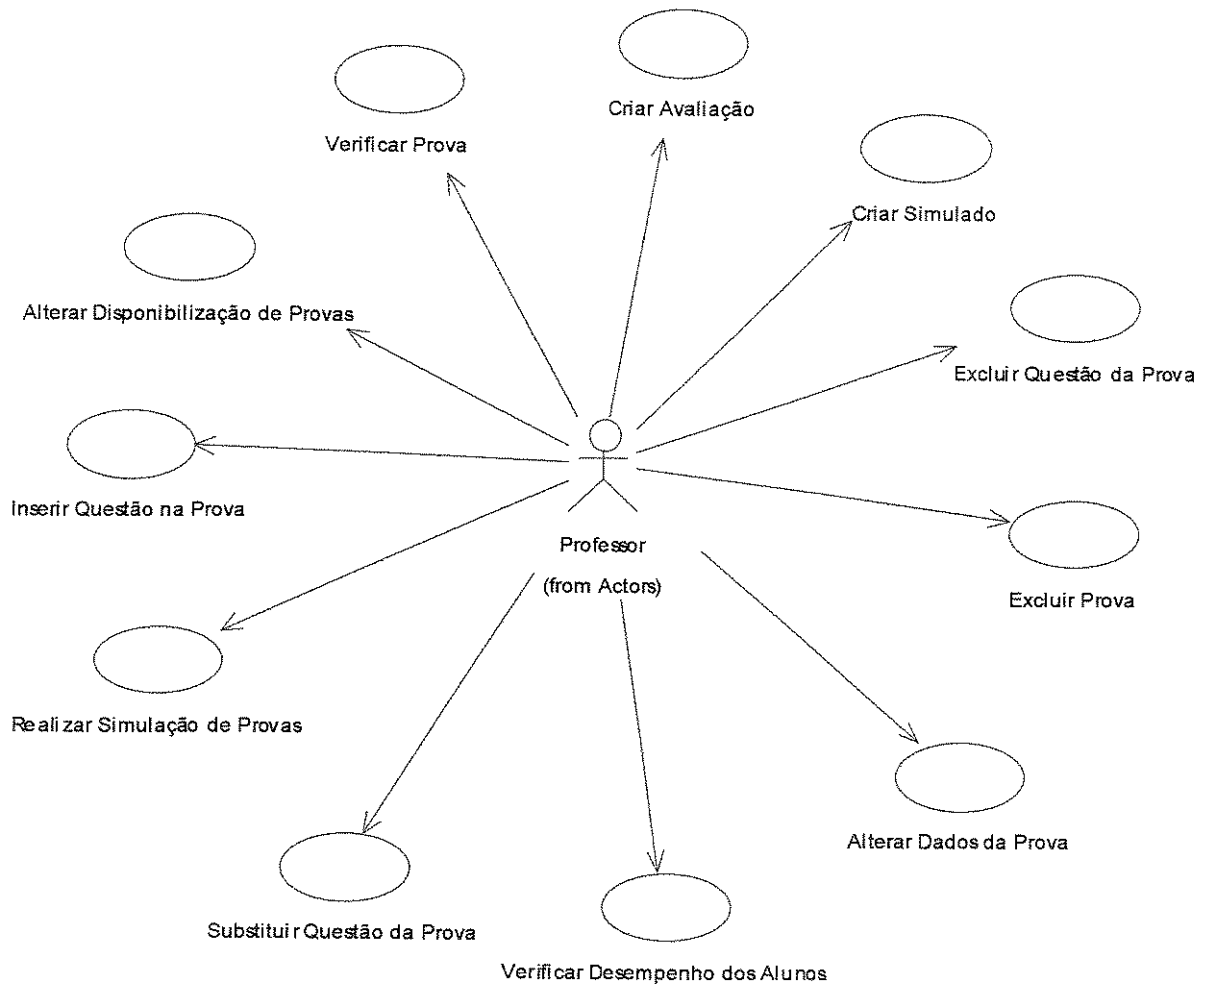 Criar Avaliação
Verificar Prova
Criar Simulado
Alterar Disponibilização de Provas
Excluir Questão da Prova
Inserir Questão na Prova
Professor
(from Actors)
Excluir Prova
Realizar Simulação de Provas
Alterar Dados da Prova
Substituir Questão da Prova
Verificar Desempenho dos Alunos